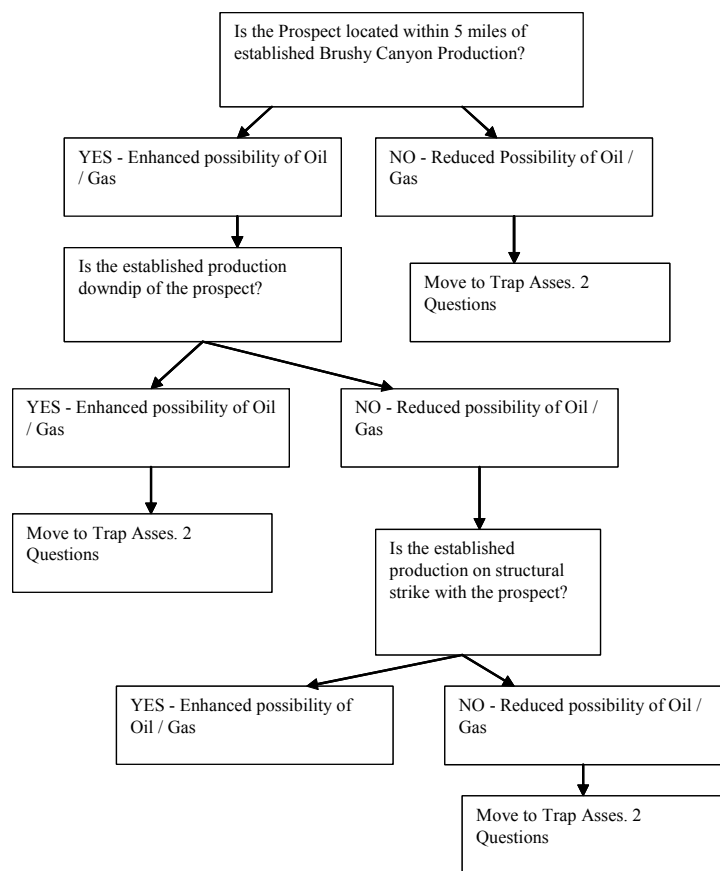 Is the Prospect located within 5 miles of
established Brushy Canyon Production?
YES - Enhanced possibility of Oil
/ Gas
NO - Reduced Possibility of Oil /
Gas
Is the established production
downdip of the prospect?
Move to Trap Asses. 2
Questions
YES - Enhanced possibility of Oil
/ Gas
NO - Reduced possibility of Oil /
Gas
Move to Trap Asses. 2
Questions
Is the established
production on structural
strike with the prospect?
YES - Enhanced possibility of
Oil / Gas
NO - Reduced possibility of Oil /
Gas
Move to Trap Asses. 2
Questions